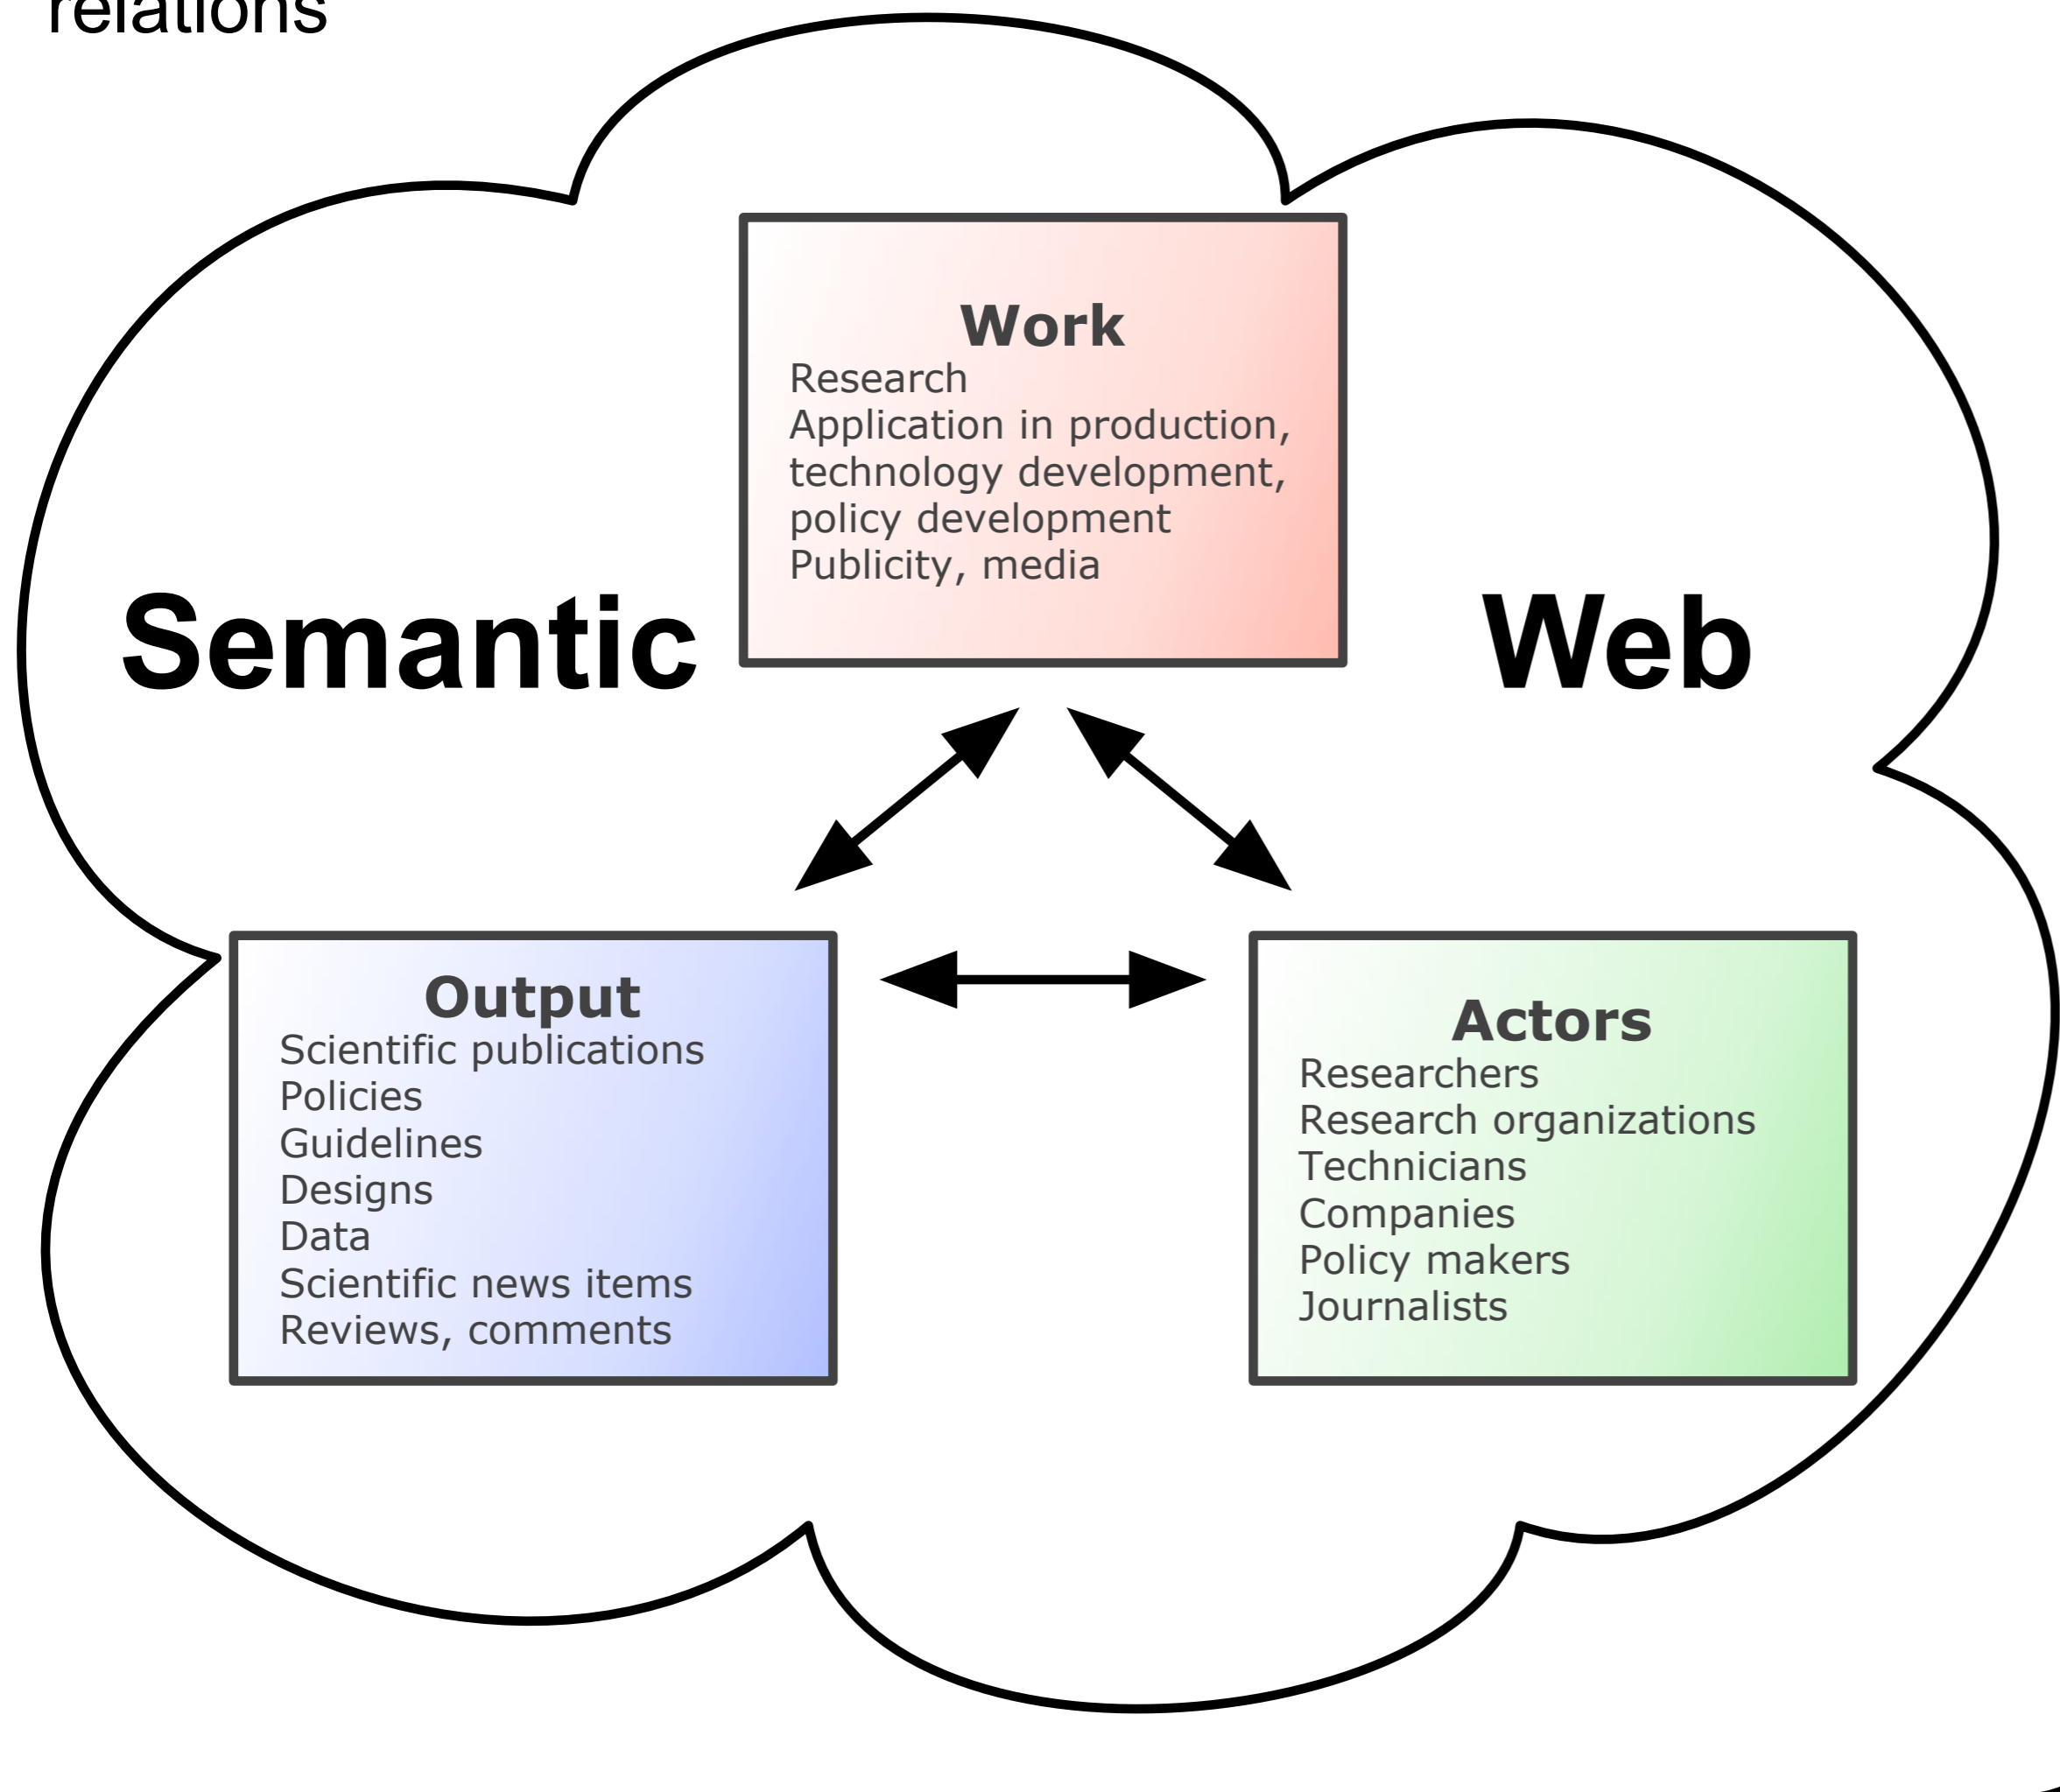 relations
Work
Research
Application in production,
technology development,
policy development
Publicity, media
Semantic
Web
Output
Scientific publications
Policies
Guidelines
Designs
Data
Scientific news items
Reviews, comments
Actors
Researchers
Research organizations
Technicians
Companies
Policy makers
Journalists